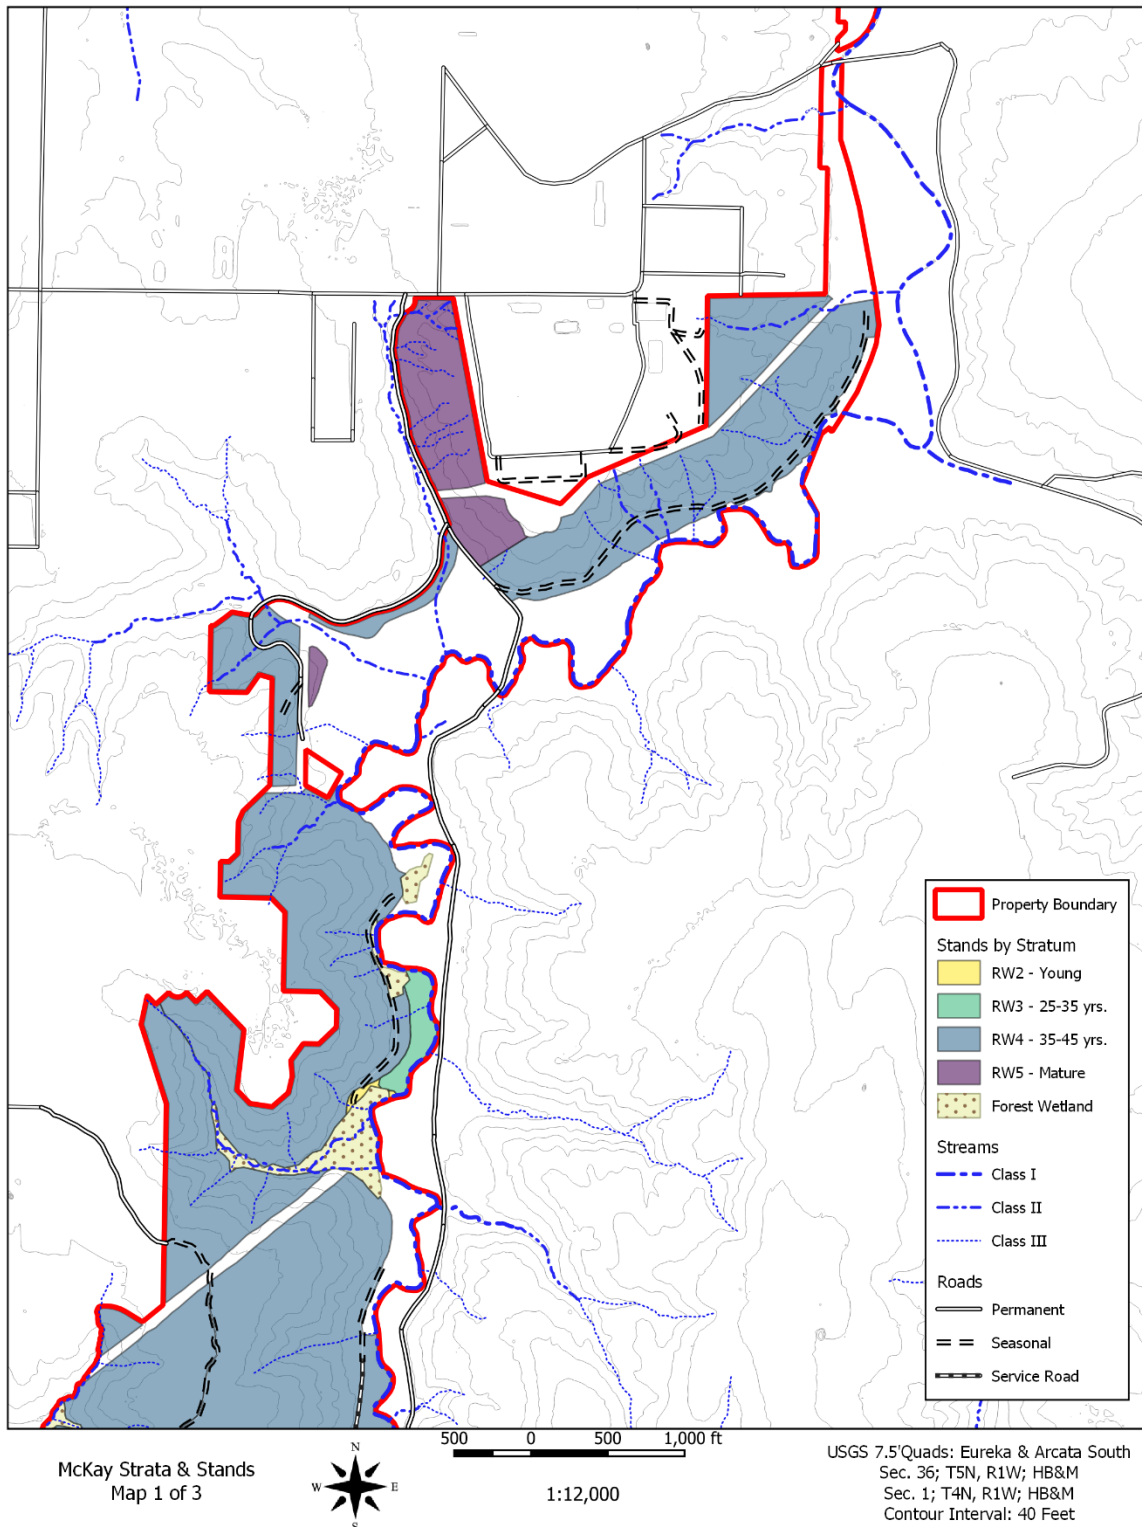 Property Boundary
Stands by Stratum
RW2 - Young
RW3 - 25-35 yrs.
RW4 - 35-45 yrs.
RW5 - Mature
Forest Wetland
Streams
Class I
Class II
Class III
Roads
Permanent
Seasonal
Service Road
McKay Strata & Stands
Map 1 of 3
N
W
E
S
500 0 500 1,000 ft
1:12,000
USGS 7.5'Quads: Eureka & Arcata South
Sec. 36; T5N, R1W; HB&M
Sec. 1; T4N, R1W; HB&M
Contour Interval: 40 Feet